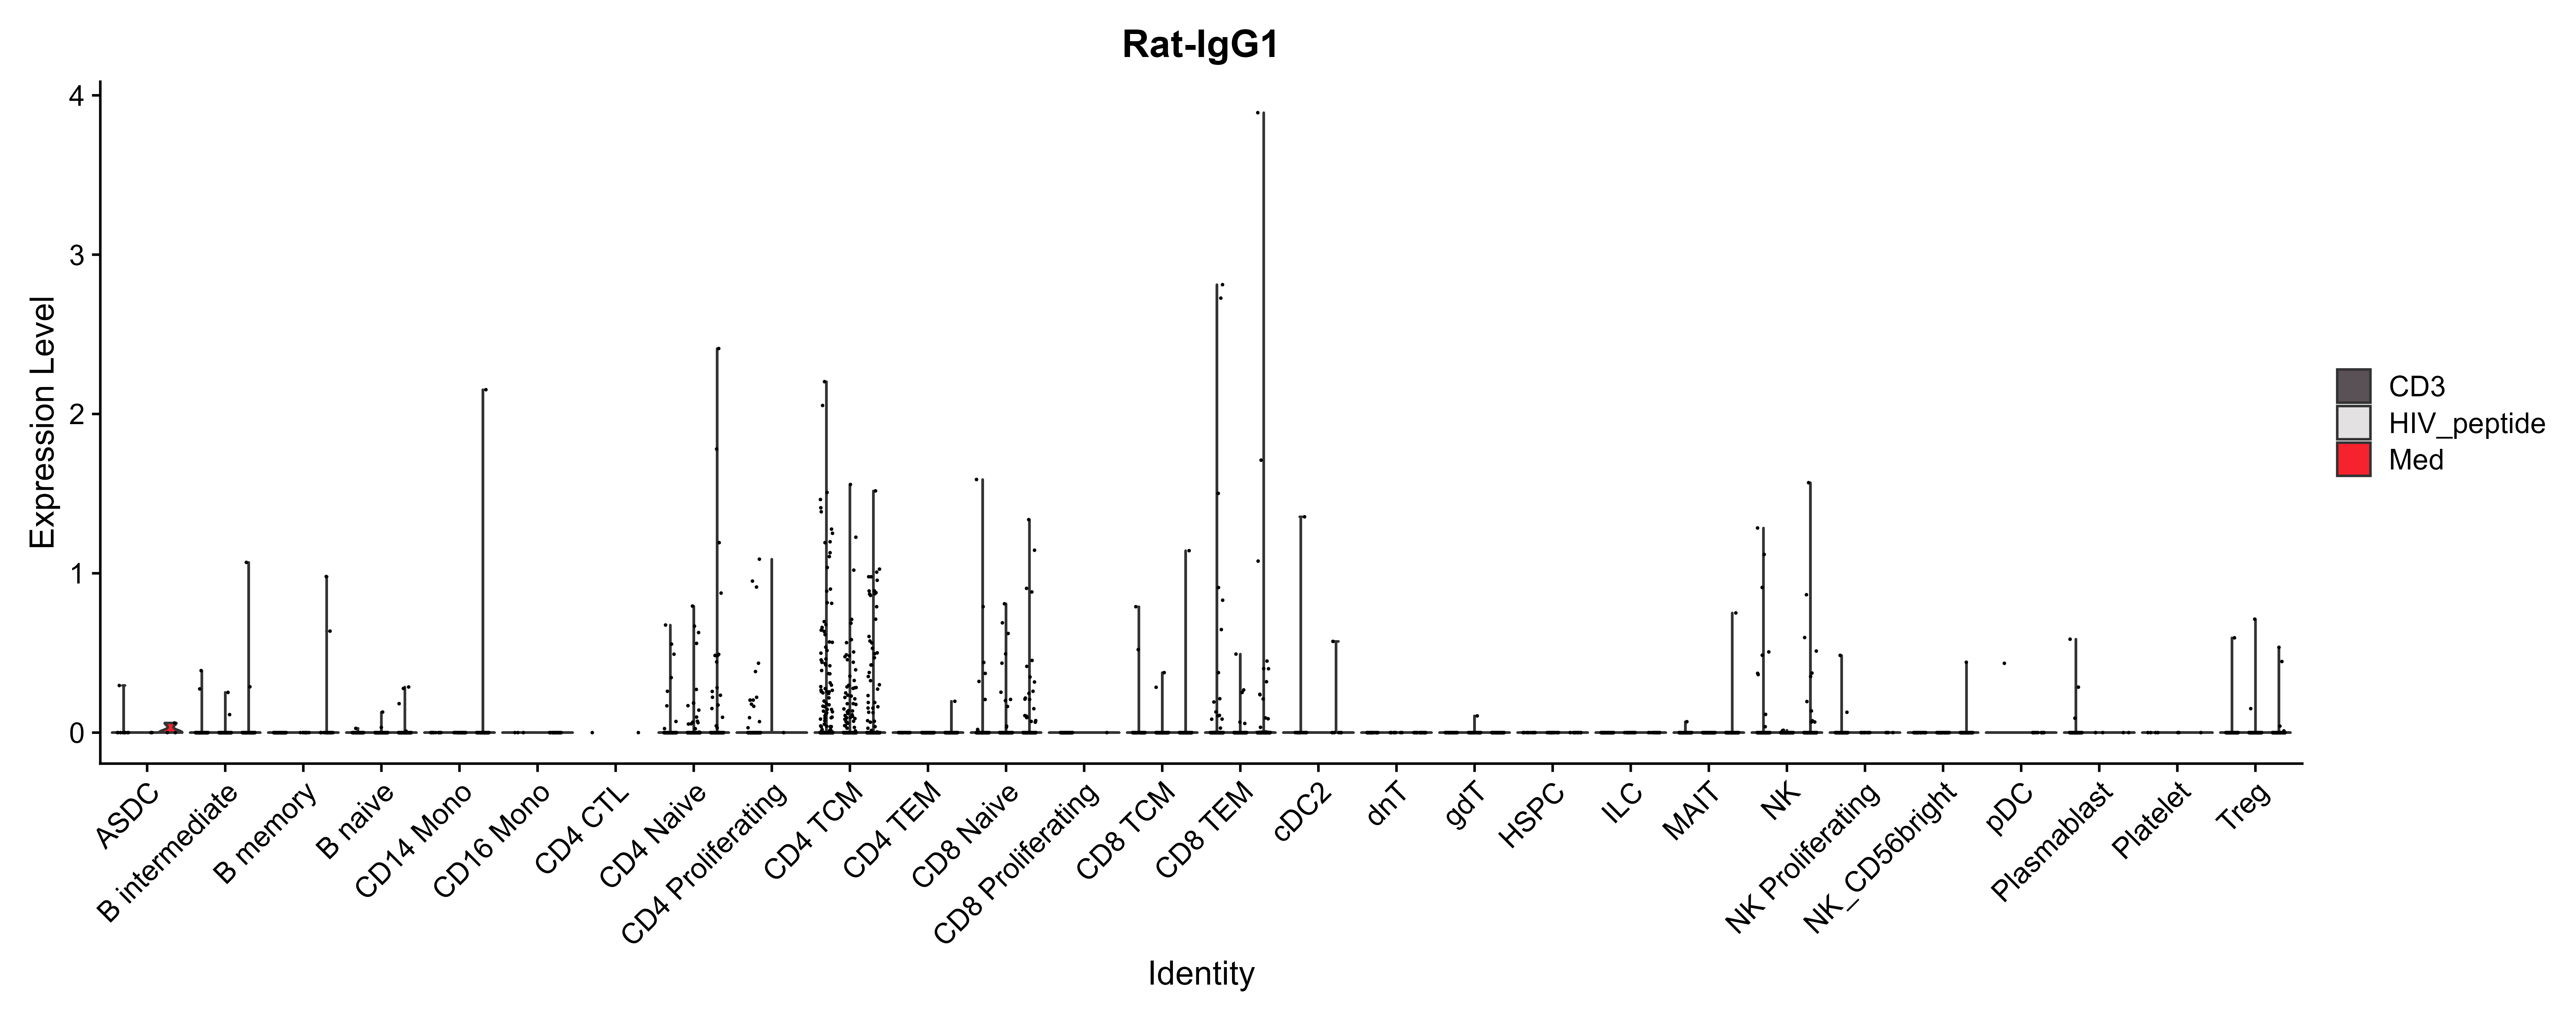 Rat-IgG1
Expression Level
4
3
2
1
0
CD3
HIV_peptide
Med
ASDC
B intermediate
B memory
B naive
CD14 Mono
CD16 Mono
CD4 CTL
CD4 Naive
CD4 Proliferating
CD4 TCM
CD4 TEM
CD8 Naive
CD8 Proliferating
CD8 TCM
CD8 TEM
cDC2
dnT
gdT
HSPC
ILC
MAIT
NK
NK Proliferating
NK_CD56bright
pDC
Plasmablast
Platelet
Treg
Identity